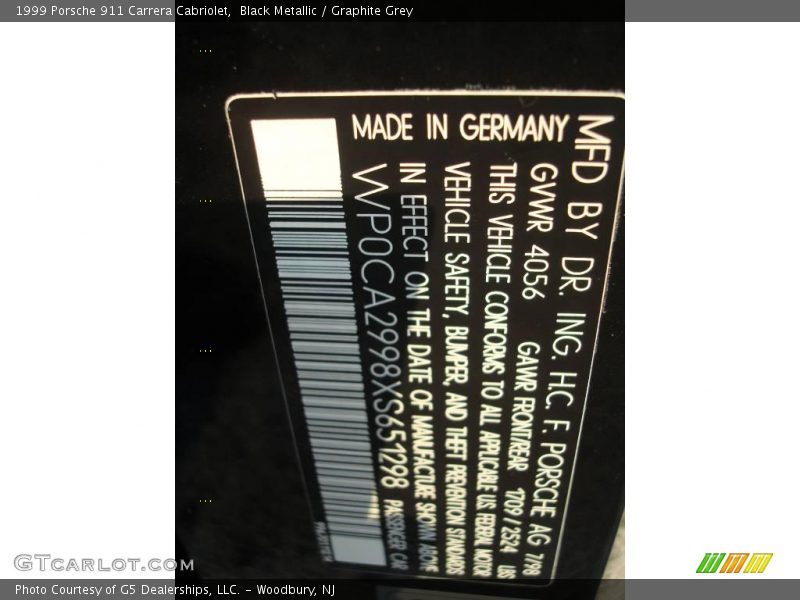 1999 Porsche 911 Carrera Cabriolet,  Black Metallic / Graphite Grey
MFD BY DR. ING. H.C. F. PORSCHE AG 7/98
GVWR 4056 GAWR FRONT/REAR 1709 / 2524 US
THIS VEHICLE CONFORMS TO ALL APPLICABLE US FEDERAL MOTOR
VEHICLE SAFETY, BUMPER, AND THEFT PREVENTION STANDARDS
IN EFFECT ON THE DATE OF MANUFACTURE SHOWN ABOVE
WP0CA2998XS651298 PASSENGER CAR
MADE IN GERMANY
GTCarLot.com
Photo Courtesy of G5 Dealerships, LLC. – Woodbury, NJ